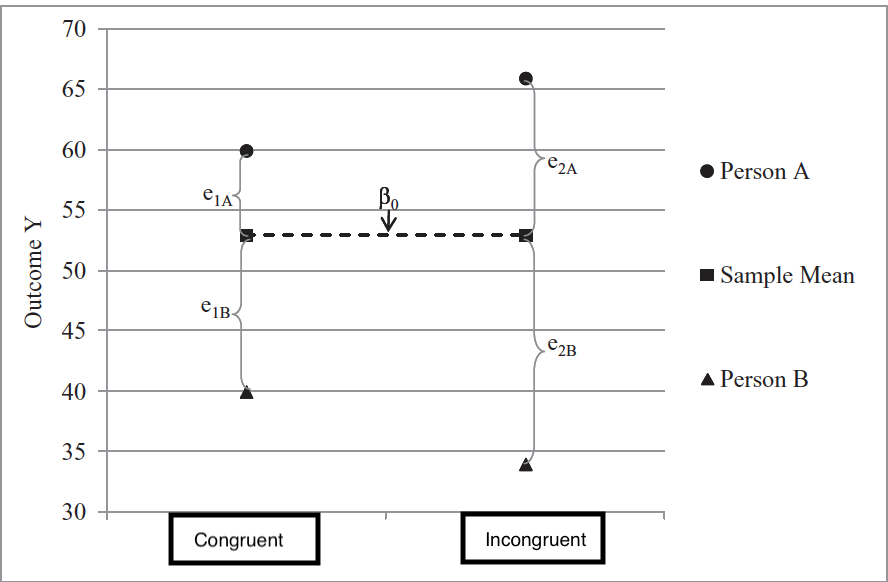 70
65
60
55
50
45
40
35
30
Outcome Y
e1A
e1B
β0
e2A
e2B
Person A
Sample Mean
Person B
Congruent
Incongruent